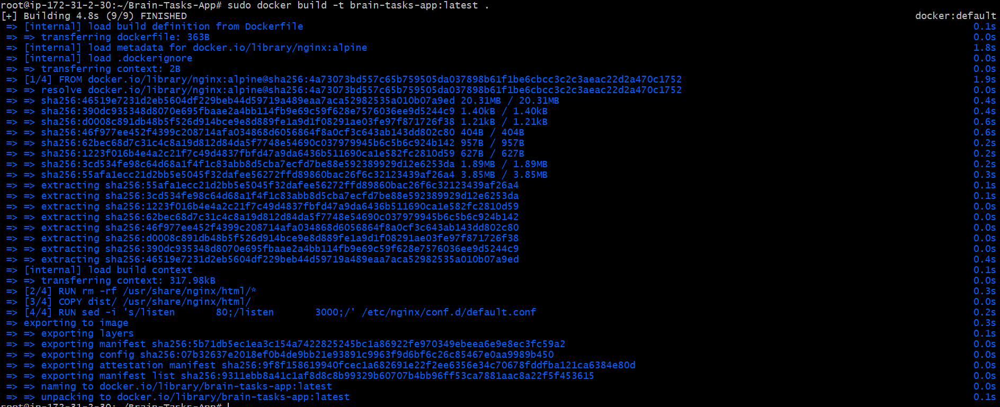 root@ip-172-31-2-30:~/Brain-Tasks-App# sudo docker build -t brain-tasks-app:latest .
[+] Building 4.8s (9/9) FINISHED docker:default
=> [internal] load build definition from Dockerfile 0.1s
=> => transferring dockerfile: 363B 0.0s
=> [internal] load metadata for docker.io/library/nginx:alpine 1.8s
=> [internal] load .dockerignore 0.0s
=> => transferring context: 2B 0.0s
=> [1/4] FROM docker.io/library/nginx:alpine@sha256:4a73073bd557c65b759505da037898b61f1be6cbcc3c2c3aeac22d2a470c1752 1.9s
=> => resolve docker.io/library/nginx:alpine@sha256:4a73073bd557c65b759505da037898b61f1be6cbcc3c2c3aeac22d2a470c1752 0.0s
=> => sha256:46519e7231d2eb5604df229beb44d59719a489eaa7aca52982535a010b07a9ed 20.31MB / 20.31MB 0.4s
=> => sha256:390dc935348d8070e695fbaae2a4bb114fb9e69c59f628e7576036ee9d5244c9 1.40kB / 1.40kB 0.4s
=> => sha256:d0008c891db48b5f526d914bce9e8d889fe1a9d1f08291ae03fe97f871726f38 1.21kB / 1.21kB 0.6s
=> => sha256:46f977ee452f4399c208714afa034868d6056864f8a0cf3c643ab143dd802c80 404B / 404B 0.6s
=> => sha256:62bec68d7c31c4c8a19d812d84da5f7748e54690c037979945b6c5b6c924b142 957B / 957B 0.2s
=> => sha256:1223f016b4e4a2c21f7c49d4837fbfd47a9da6436b511690ca1e582fc2810d59 627B / 627B 0.2s
=> => sha256:3cd534fe98c64d68a1f4f1c83abb8d5cba7ecfd7be88e592389929d12e6253da 1.89MB / 1.89MB 0.2s
=> => sha256:55afa1ecc21d2bb5e5045f32dafee56272ffd89860bac26f6c32123439af26a4 3.85MB / 3.85MB 0.3s
=> => extracting sha256:55afa1ecc21d2bb5e5045f32dafee56272ffd89860bac26f6c32123439af26a4 0.1s
=> => extracting sha256:3cd534fe98c64d68a1f4f1c83abb8d5cba7ecfd7be88e592389929d12e6253da 0.1s
=> => extracting sha256:1223f016b4e4a2c21f7c49d4837fbfd47a9da6436b511690ca1e582fc2810d59 0.0s
=> => extracting sha256:62bec68d7c31c4c8a19d812d84da5f7748e54690c037979945b6c5b6c924b142 0.0s
=> => extracting sha256:46f977ee452f4399c208714afa034868d6056864f8a0cf3c643ab143dd802c80 0.0s
=> => extracting sha256:d0008c891db48b5f526d914bce9e8d889fe1a9d1f08291ae03fe97f871726f38 0.0s
=> => extracting sha256:390dc935348d8070e695fbaae2a4bb114fb9e69c59f628e7576036ee9d5244c9 0.0s
=> => extracting sha256:46519e7231d2eb5604df229beb44d59719a489eaa7aca52982535a010b07a9ed 0.4s
=> [internal] load build context 0.1s
=> => transferring context: 317.98kB 0.0s
=> [2/4] RUN rm -rf /usr/share/nginx/html/* 0.3s
=> [3/4] COPY dist/ /usr/share/nginx/html/ 0.0s
=> [4/4] RUN sed -i 's/listen       80;/listen       3000;/' /etc/nginx/conf.d/default.conf 0.2s
=> exporting to image 0.3s
=> => exporting layers 0.1s
=> => exporting manifest sha256:5b71db5ec1ea3c154a7422825245bc1a86922fe970349ebeea6e9e8ec3fc59a2 0.0s
=> => exporting config sha256:07b32637e2018ef0b4de9bb21e93891c9963f9d6bf6c26c85467e0aa9989b450 0.0s
=> => exporting attestation manifest sha256:9f8f158619940fcec1a682691e22f2ee6356e34c70678fddfba121ca6384e80d 0.0s
=> => exporting manifest list sha256:9311ebb8a41c1af8d8c8b99329b60707b4bb96ff53ca7881aac8a22f5f453615 0.0s
=> => naming to docker.io/library/brain-tasks-app:latest 0.0s
=> => unpacking to docker.io/library/brain-tasks-app:latest 0.1s
root@ip-172-31-2-30:~/Brain-Tasks-App#